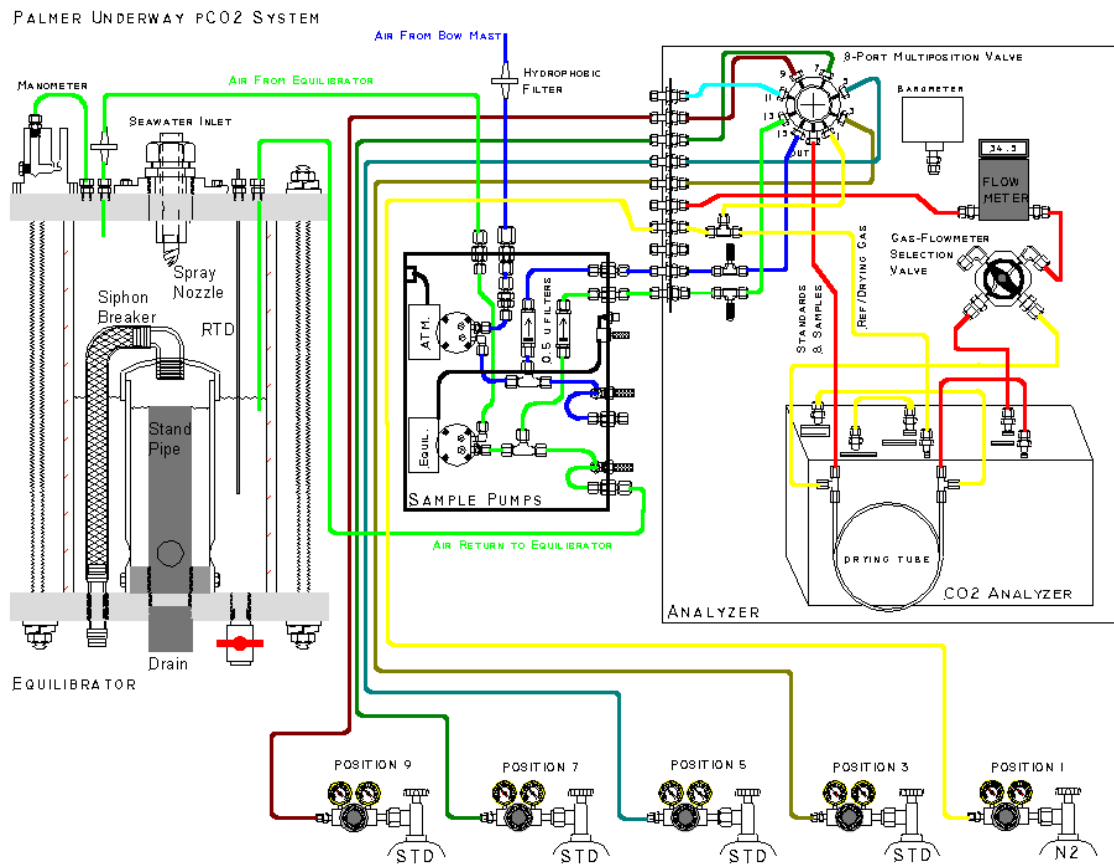 PALMER UNDERWAY PCO2 SYSTEM
AIR FROM BOW MAST
AIR FROM EQUILIBRATOR
MANOMETER
SEAWATER INLET
HYDROPHOBIC
FILTER
8-PORT MULTIPOSITION VALVE
9
7
5
11
3
13
1
15
OUT
BAROMETER
34.5
FLOW
METER
GAS-FLOWMETER
SELECTION
VALVE
Spray
Nozzle
Siphon
Breaker
RTD
Stand
Pipe
ATM.
0.5 U FILTERS
EQUIL.
SAMPLE PUMPS
STANDARDS
& SAMPLES
REF/DRYING GAS
AIR RETURN TO EQUILIBRATOR
DRYING TUBE
CO2 ANALYZER
ANALYZER
Drain
EQUILIBRATOR
POSITION 9
POSITION 7
POSITION 5
POSITION 3
POSITION 1
STD
STD
STD
STD
N2